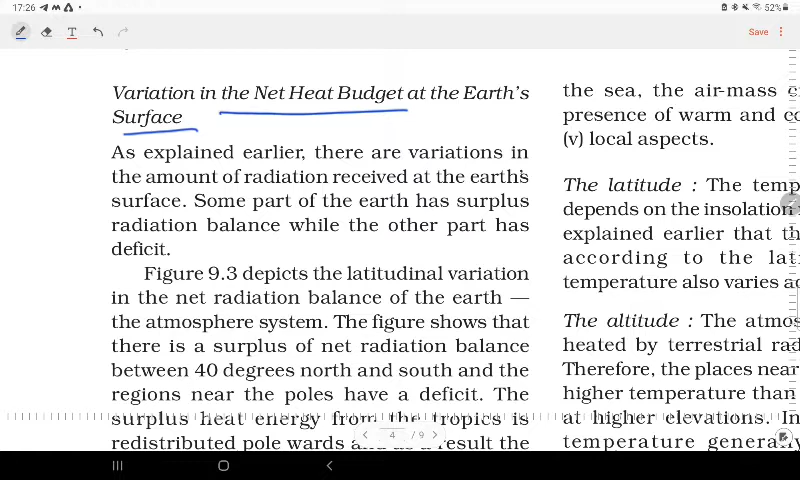 17:26
52%
T
Save
Variation in the Net Heat Budget at the Earth's
Surface
As explained earlier, there are variations in
the amount of radiation received at the earth's
surface. Some part of the earth has surplus
radiation balance while the other part has
deficit.
Figure 9.3 depicts the latitudinal variation
in the net radiation balance of the earth —
the atmosphere system. The figure shows that
there is a surplus of net radiation balance
between 40 degrees north and south and the
regions near the poles have a deficit. The
surplus heat energy from the tropics is
redistributed pole wards and as a result the
the sea, the air-mass
presence of warm and
(v) local aspects.
The latitude : The
depends on the insolation
explained earlier that
according to the
temperature also varies
The altitude : The
heated by terrestrial
Therefore, the places near
higher temperature than
at higher elevations. In
temperature
4 / 9